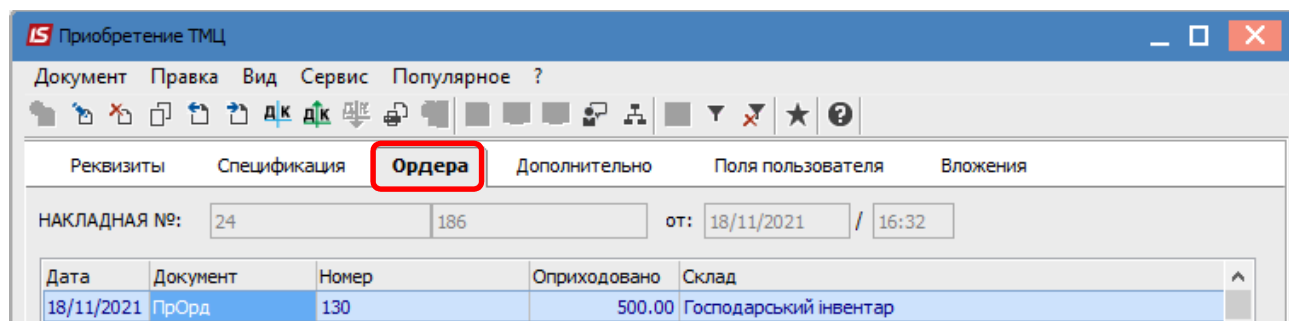 IS Приобретение ТМЦ
Документ Правка Вид Сервис Популярное ?
Реквизиты Спецификация Ордера Дополнительно Поля пользователя Вложения
НАКЛАДНАЯ №: 24 186 от: 18/11/2021 / 16:32
Дата Документ Номер Оприходовано Склад
18/11/2021 ПрОрд 130 500.00 Господарський інвентар